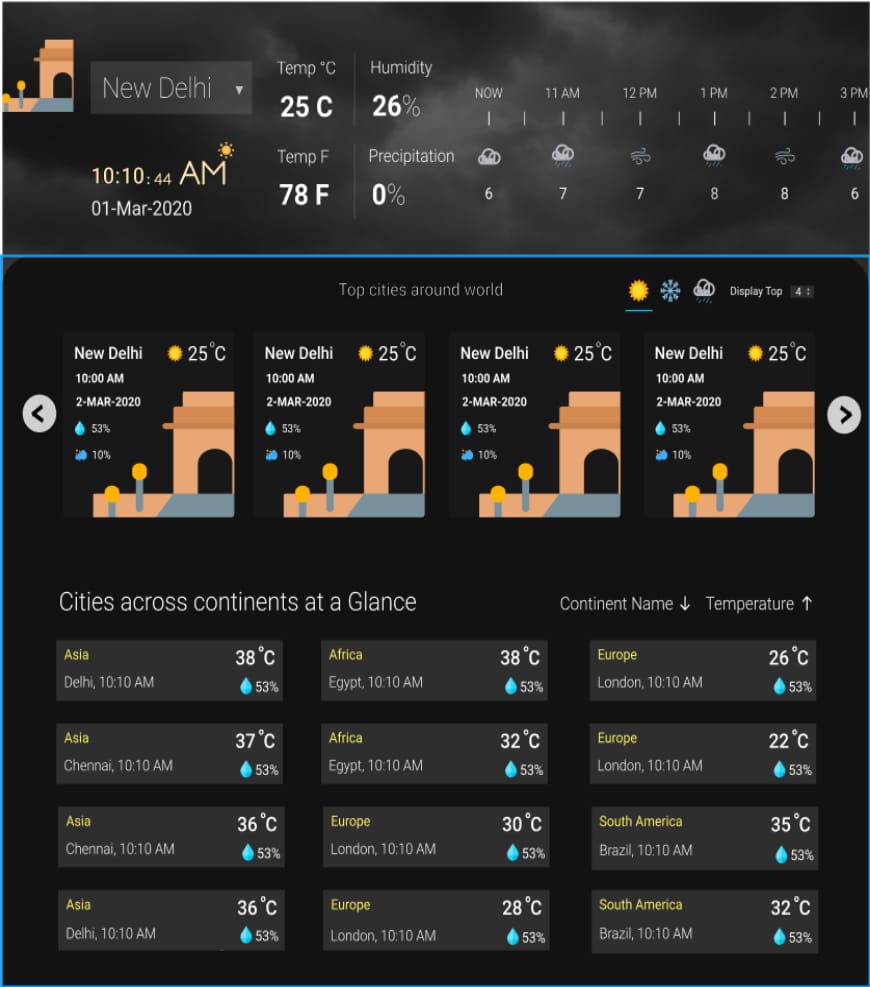 New Delhi ▾
10:10:44 AM
01-Mar-2020
Temp °C
25 C
Temp F
78 F
Humidity
26%
Precipitation
0%
NOW 11 AM 12 PM 1 PM 2 PM 3 PM
6 7 7 8 8 6
Top cities around world
Display Top 4
New Delhi 25°C
10:00 AM
2-MAR-2020
53%
10%
New Delhi 25°C
10:00 AM
2-MAR-2020
53%
10%
New Delhi 25°C
10:00 AM
2-MAR-2020
53%
10%
New Delhi 25°C
10:00 AM
2-MAR-2020
53%
10%
Cities across continents at a Glance
Continent Name ↓ Temperature ↑
Asia 38°C
Delhi, 10:10 AM 53%
Africa 38°C
Egypt, 10:10 AM 53%
Europe 26°C
London, 10:10 AM 53%
Asia 37°C
Chennai, 10:10 AM 53%
Africa 32°C
Egypt, 10:10 AM 53%
Europe 22°C
London, 10:10 AM 53%
Asia 36°C
Chennai, 10:10 AM 53%
Europe 30°C
London, 10:10 AM 53%
South America 35°C
Brazil, 10:10 AM 53%
Asia 36°C
Delhi, 10:10 AM 53%
Europe 28°C
London, 10:10 AM 53%
South America 32°C
Brazil, 10:10 AM 53%